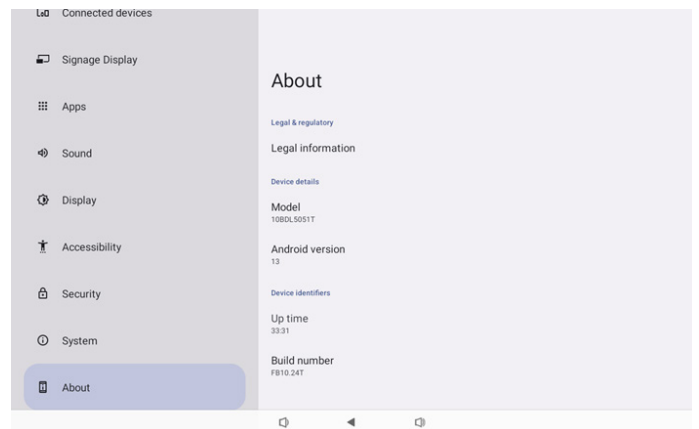 Connected devices
Signage Display
Apps
Sound
Display
Accessibility
Security
System
About
About
Legal & regulatory
Legal information
Device details
Model
10BDL5051T
Android version
13
Device identifiers
Up time
33:31
Build number
FB10.24T